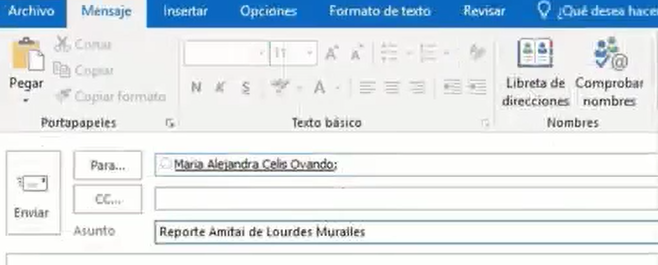 Archivo Mensaje Insertar Opciones Formato de texto Revisar ¿Qué desea hace
Pegar
Cortar
Copiar
Copiar formato
Portapapeles
11
N K S
Texto básico
Libreta de direcciones
Comprobar nombres
Nombres
Enviar
Para... Maria Alejandra Celis Ovando;
CC...
Asunto Reporte Amitai de Lourdes Muralles